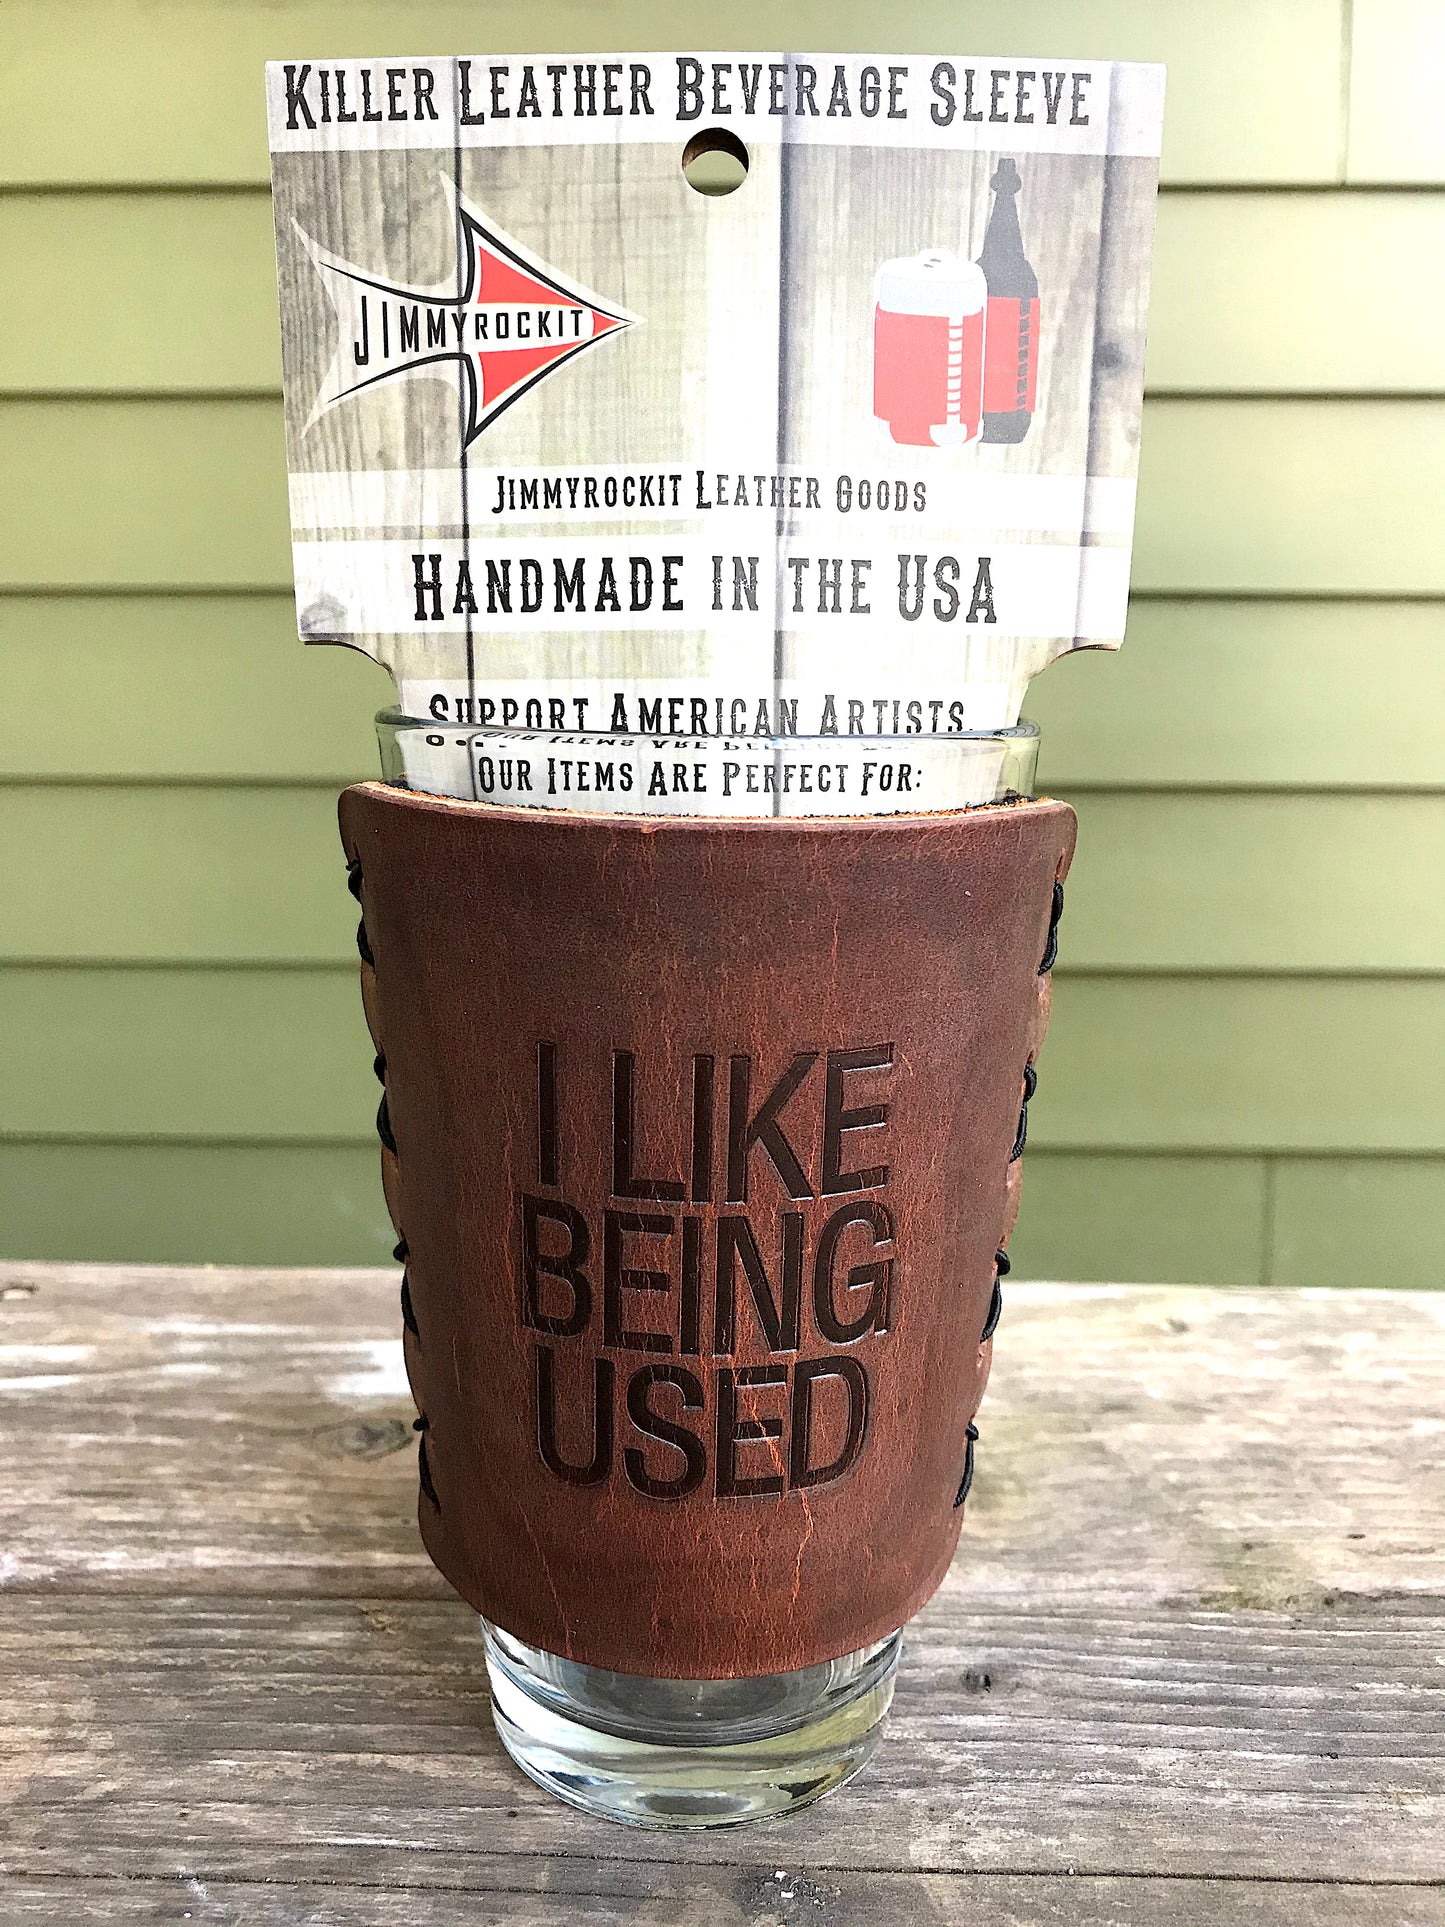 Killer Leather Beverage Sleeve
JIMMYROCKIT
Jimmyrockit Leather Goods
Handmade in the USA
Support American Artists.
Our Items Are Perfect For:
I LIKE
BEING
USED